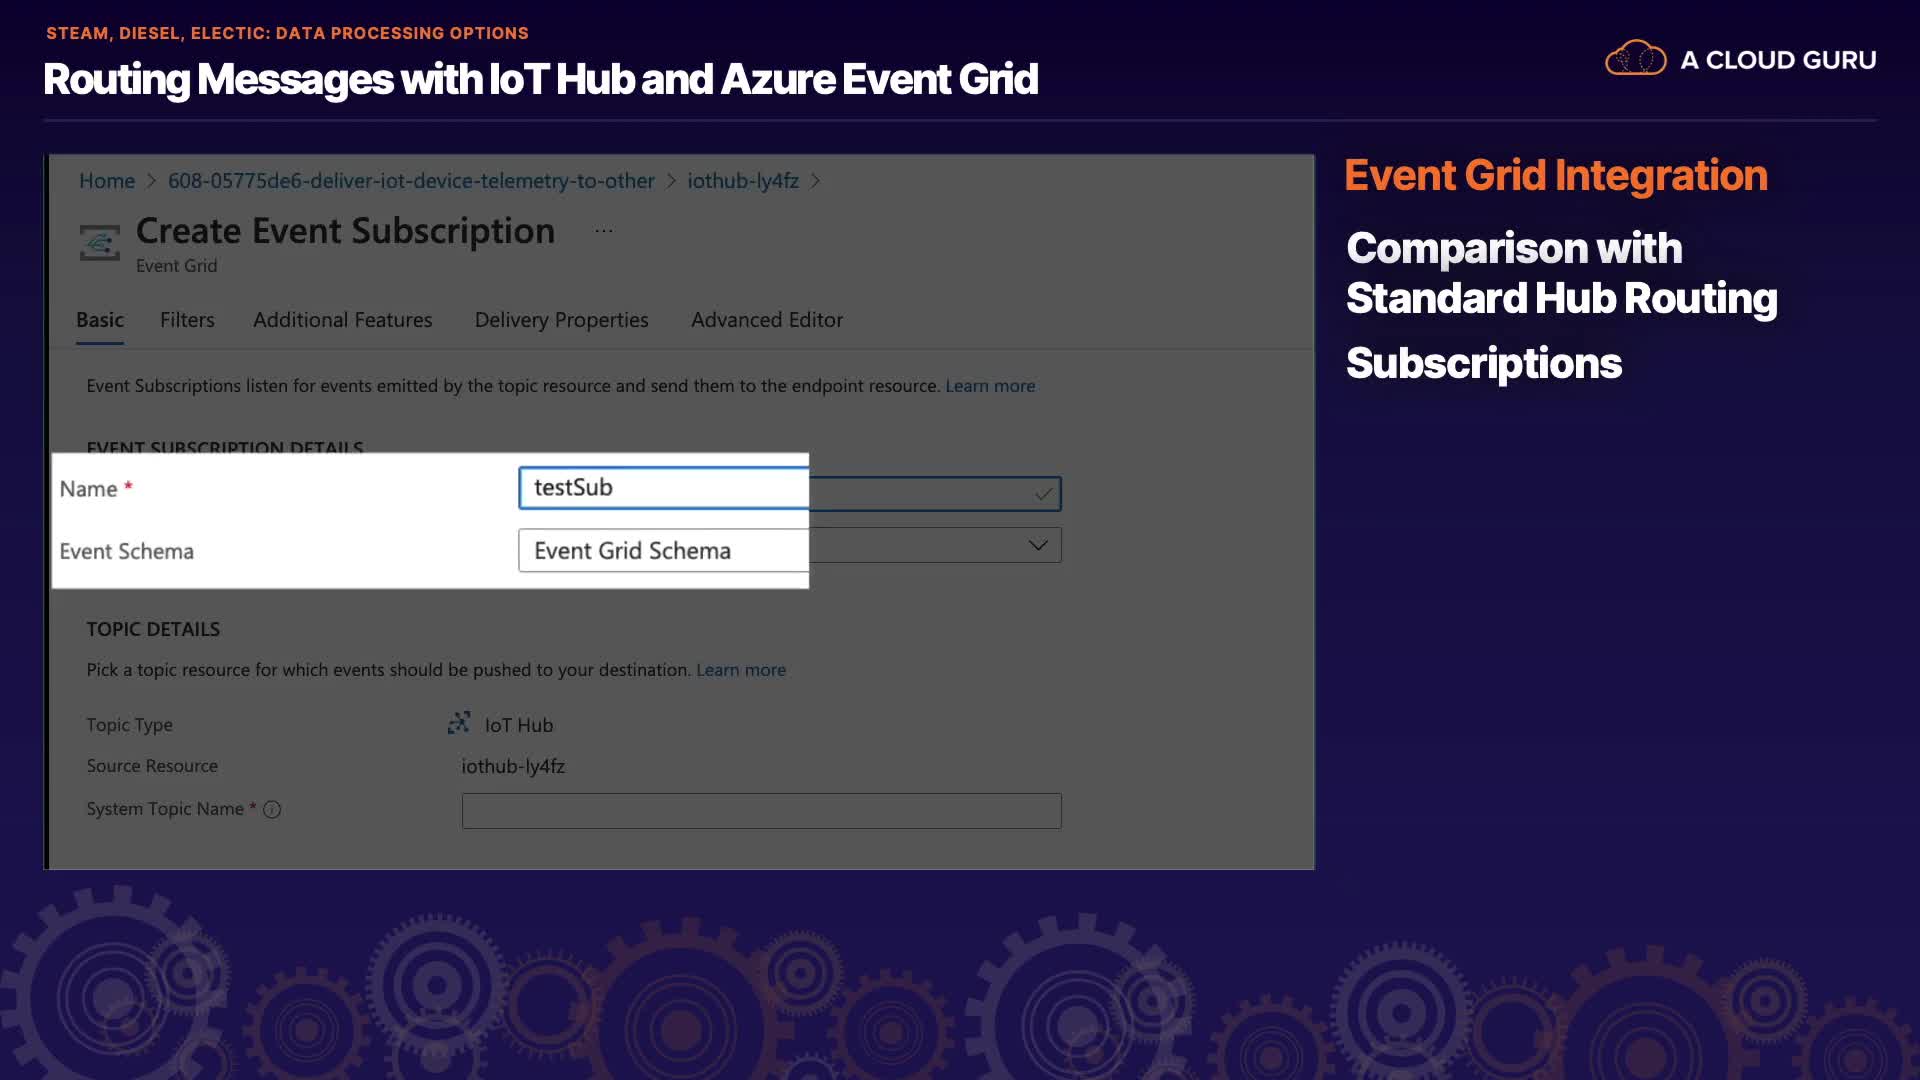 STEAM, DIESEL, ELECTIC: DATA PROCESSING OPTIONS
Routing Messages with IoT Hub and Azure Event Grid
A CLOUD GURU
Home > 608-05775de6-deliver-iot-device-telemetry-to-other > iothub-ly4fz >
Create Event Subscription ...
Event Grid
Basic Filters Additional Features Delivery Properties Advanced Editor
Event Subscriptions listen for events emitted by the topic resource and send them to the endpoint resource. Learn more
EVENT SUBSCRIPTION DETAILS
Name * testSub
Event Schema Event Grid Schema
TOPIC DETAILS
Pick a topic resource for which events should be pushed to your destination. Learn more
Topic Type IoT Hub
Source Resource iothub-ly4fz
System Topic Name *
Event Grid Integration
Comparison with
Standard Hub Routing
Subscriptions